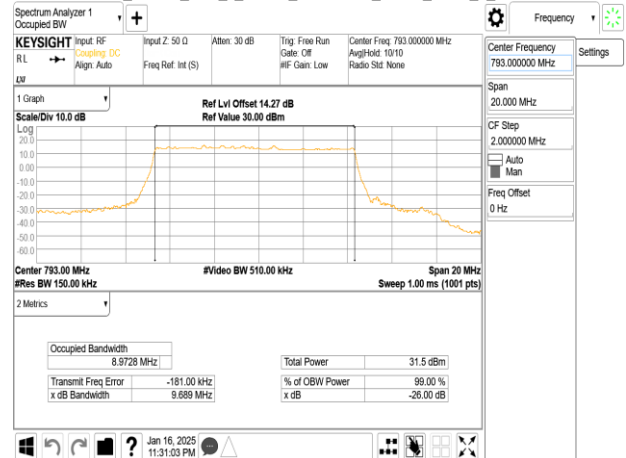 Spectrum Analyzer 1
Occupied BW
Frequency
KEYSIGHT
RL
LXI
Input: RF
Coupling: DC
Align: Auto
Input Z: 50 Ω
Freq Ref: Int (S)
Atten: 30 dB
Trig: Free Run
Gate: Off
#IF Gain: Low
Center Freq: 793.000000 MHz
Avg|Hold: 10/10
Radio Std: None
Center Frequency
793.000000 MHz
Settings
Span
20.000 MHz
CF Step
2.000000 MHz
Auto
Man
Freq Offset
0 Hz
1 Graph
Scale/Div 10.0 dB
Ref Lvl Offset 14.27 dB
Ref Value 30.00 dBm
Log
20.0
10.0
0.00
-10.0
-20.0
-30.0
-40.0
-50.0
-60.0
Center 793.00 MHz
#Video BW 510.00 kHz
Span 20 MHz
#Res BW 150.00 kHz
Sweep 1.00 ms (1001 pts)
2 Metrics
Occupied Bandwidth
8.9728 MHz
Total Power 31.5 dBm
Transmit Freq Error -181.00 kHz
% of OBW Power 99.00 %
x dB Bandwidth 9.689 MHz
x dB -26.00 dB
?
Jan 16, 2025
11:31:03 PM